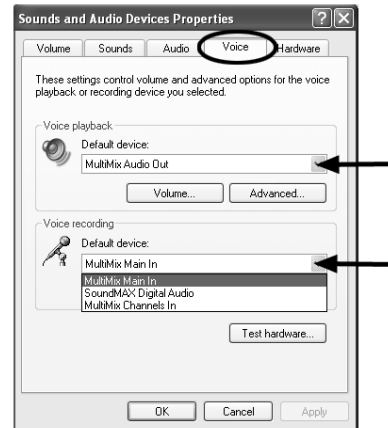 Sounds and Audio Devices Properties
Volume Sounds Audio Voice Hardware
These settings control volume and advanced options for the voice
playback or recording device you selected.
Voice playback
Default device:
MultiMix Audio Out
Volume... Advanced...
Voice recording
Default device:
MultiMix Main In
MultiMix Main In
SoundMAX Digital Audio
MultiMix Channels In
Test hardware...
OK Cancel Apply